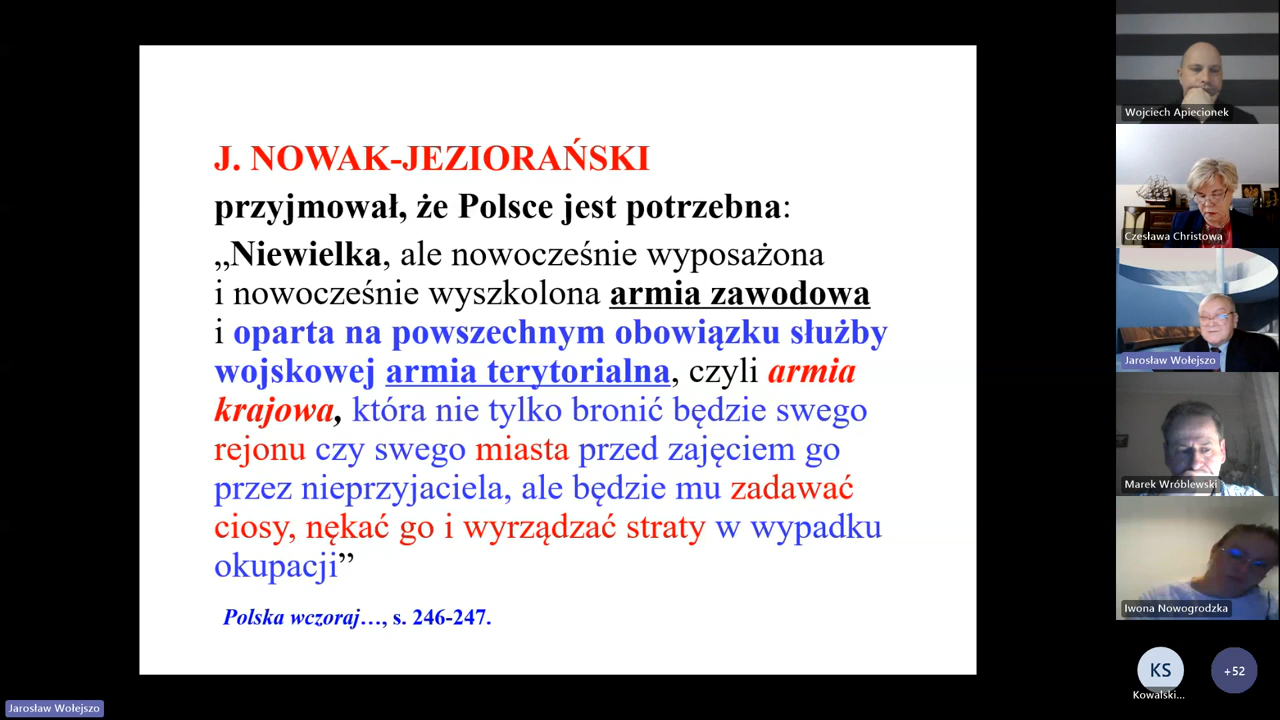 J. NOWAK-JEZIORAŃSKI
przyjmował, że Polsce jest potrzebna:
„Niewielka, ale nowocześnie wyposażona
i nowocześnie wyszkolona armia zawodowa
i oparta na powszechnym obowiązku służby
wojskowej armia terytorialna, czyli armia
krajowa, która nie tylko bronić będzie swego
rejonu czy swego miasta przed zajęciem go
przez nieprzyjaciela, ale będzie mu zadawać
ciosy, nękać go i wyrządzać straty w wypadku
okupacji”
Polska wczoraj…, s. 246-247.
Wojciech Apiecionek
Czesława Christowa
Jarosław Wołejszo
Marek Wróblewski
Iwona Nowogrodzka
KS
Kowalski...
+52
Jarosław Wołejszo